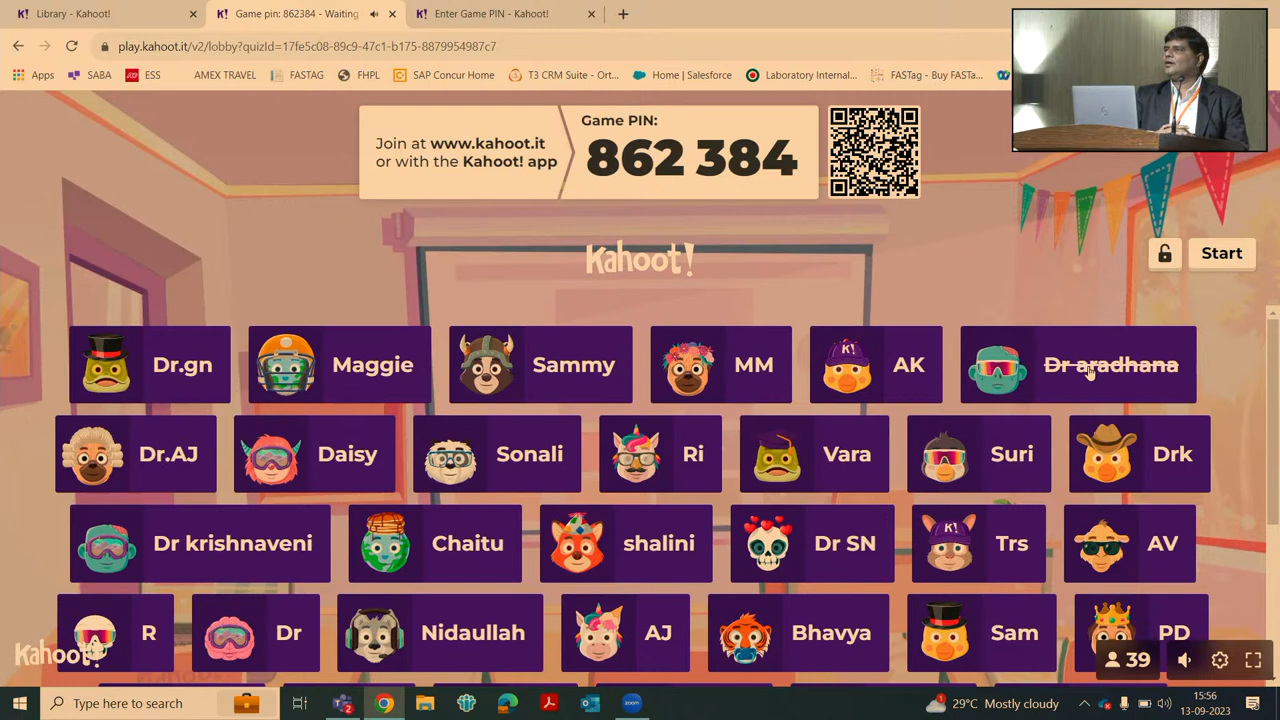 Library - Kahoot!
Game pin: 862384 - Waiting
Enter Game PIN - Kahoot!
play.kahoot.it/v2/lobby?quizId=17fe5c08-89c9-47c1-b175-8879954987c7
Apps SABA ESS AMEX TRAVEL FASTAG FHPL SAP Concur Home T3 CRM Suite - Ort... Home | Salesforce Laboratory Internal... FASTag - Buy FASTa...
Join at www.kahoot.it
or with the Kahoot! app
Game PIN:
862 384
Kahoot!
Start
Dr.gn Maggie Sammy MM AK Dr aradhana
Dr.AJ Daisy Sonali Ri Vara Suri Drk
Dr krishnaveni Chaitu shalini Dr SN Trs AV
R Dr Nidaullah AJ Bhavya Sam PD
Kahoot! 39
Type here to search
29°C Mostly cloudy
15:56
13-09-2023